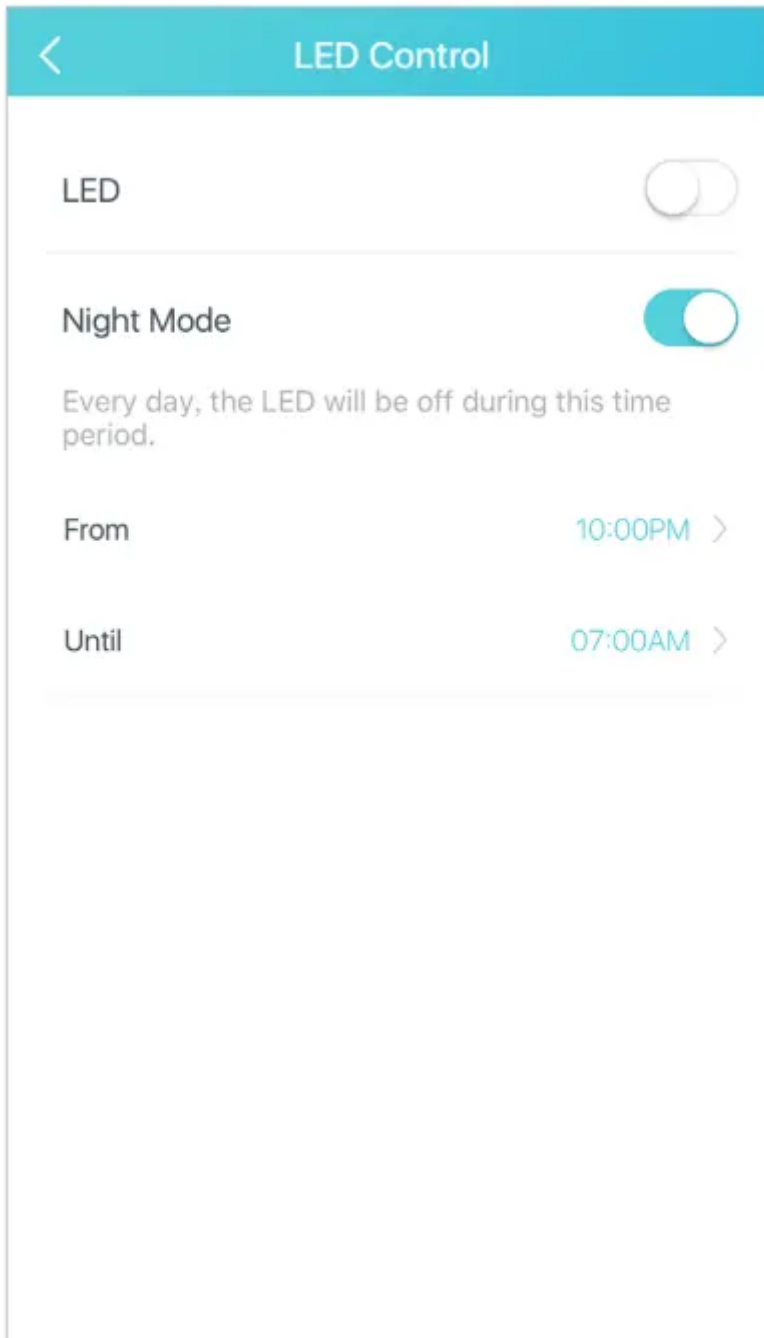 LED Control
LED
Night Mode
Every day, the LED will be off during this time
period.
From 10:00PM
Until 07:00AM